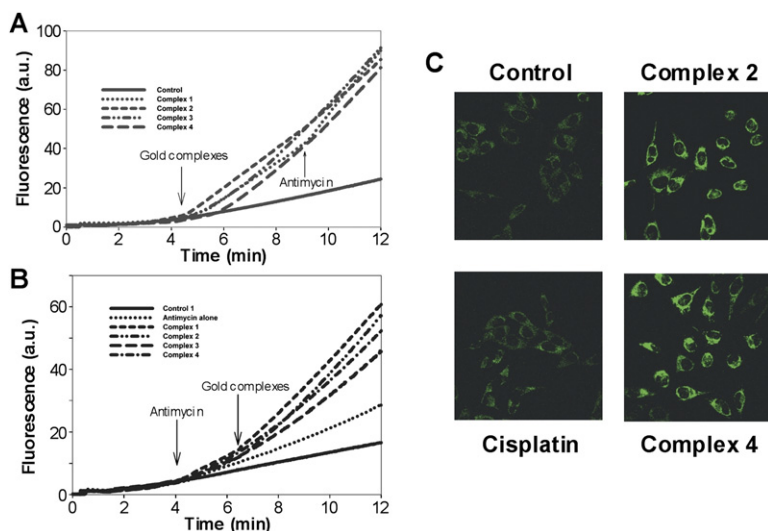 A
Fluorescence (a.u.)
100
80
60
40
20
0
Control
Complex 1
Complex 2
Complex 3
Complex 4
Gold complexes
Antimycin
0 2 4 6 8 10 12
Time (min)
B
Fluorescence (a.u.)
60
40
20
0
Control 1
Antimycin alone
Complex 1
Complex 2
Complex 3
Complex 4
Antimycin
Gold complexes
0 2 4 6 8 10 12
Time (min)
C
Control Complex 2
Cisplatin Complex 4